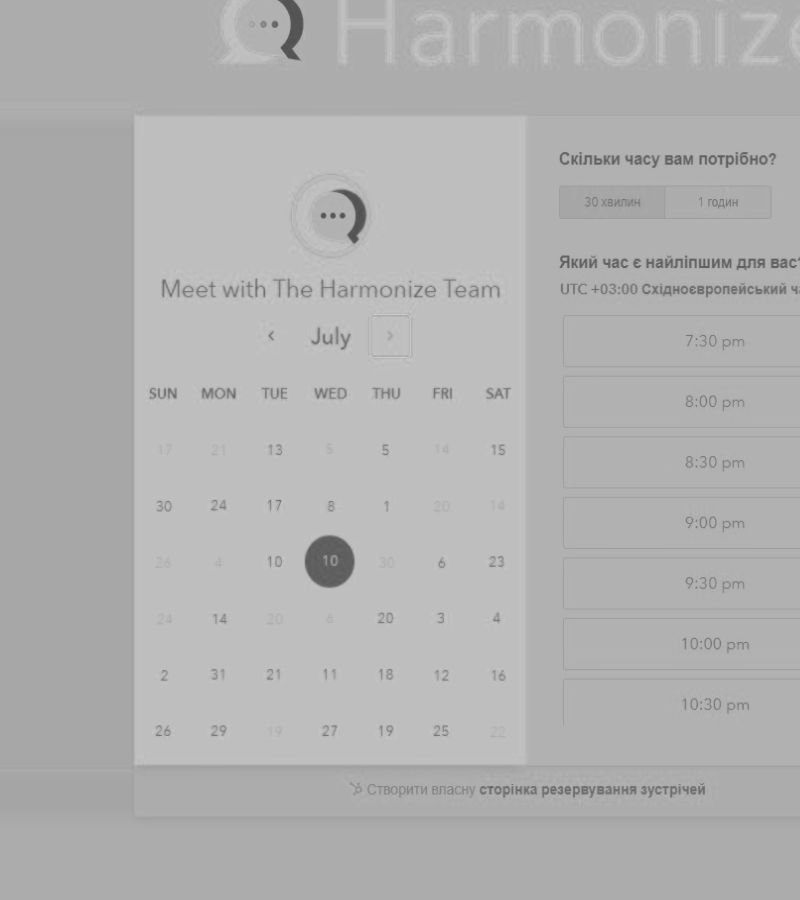 Harmonize
Meet with The Harmonize Team
July
SUN MON TUE WED THU FRI SAT
17 21 13 5 5 14 15
30 24 17 8 1 20 14
26 4 10 10 30 6 23
24 14 20 6 20 3 4
2 31 21 11 18 12 16
26 29 19 27 19 25 22
Скільки часу вам потрібно?
30 хвилин 1 годин
Який час є найліпшим для вас?
UTC +03:00 Східноєвропейський
7:30 pm
8:00 pm
8:30 pm
9:00 pm
9:30 pm
10:00 pm
10:30 pm
Створити власну сторінка резервування зустрічей